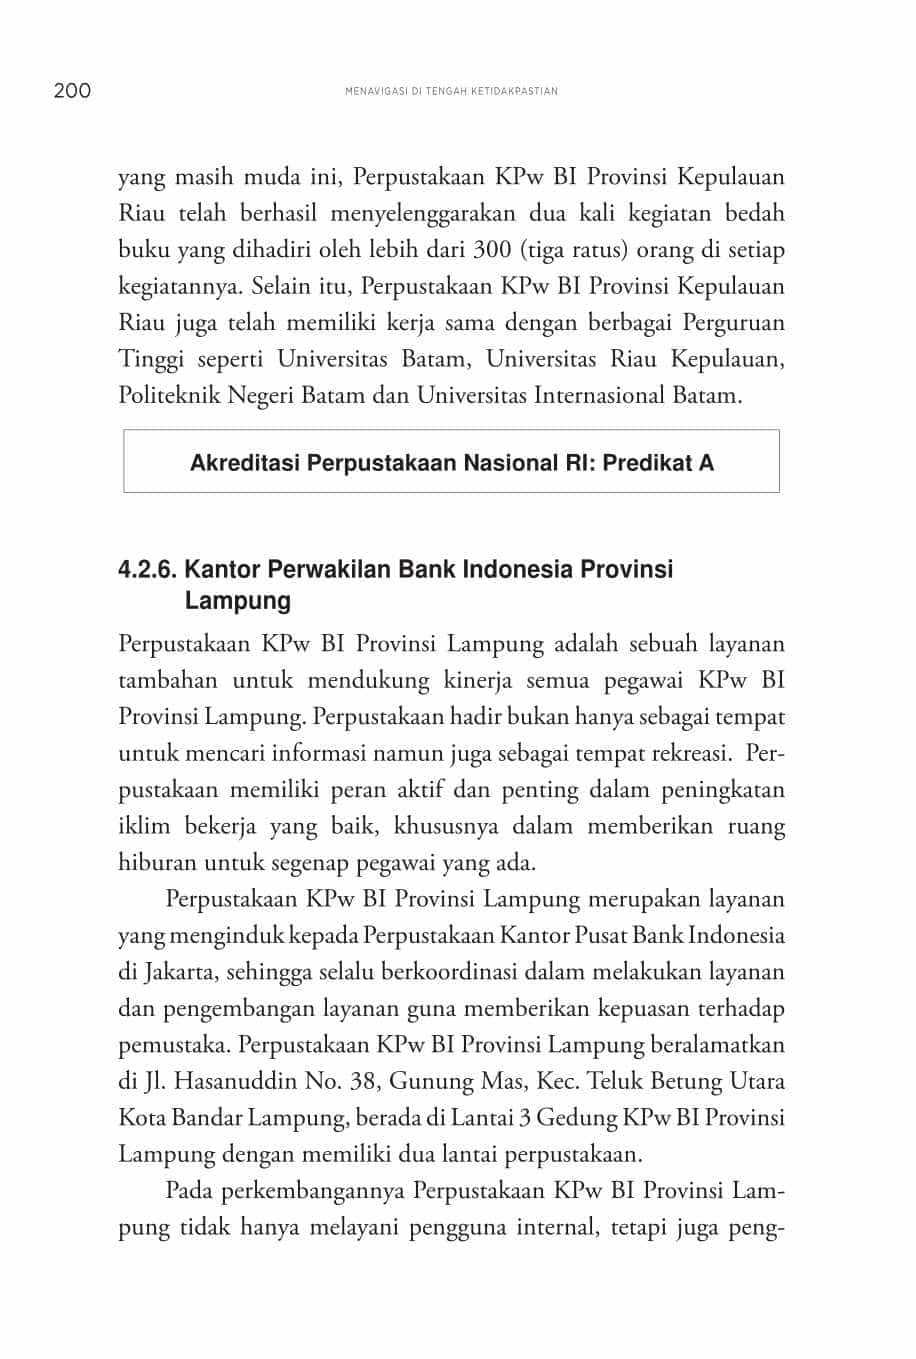 200
MENAVIGASI DI TENGAH KETIDAKPASTIAN
yang masih muda ini, Perpustakaan KPw BI Provinsi Kepulauan
Riau telah berhasil menyelenggarakan dua kali kegiatan bedah
buku yang dihadiri oleh lebih dari 300 (tiga ratus) orang di setiap
kegiatannya. Selain itu, Perpustakaan KPw BI Provinsi Kepulauan
Riau juga telah memiliki kerja sama dengan berbagai Perguruan
Tinggi seperti Universitas Batam, Universitas Riau Kepulauan,
Politeknik Negeri Batam dan Universitas Internasional Batam.
Akreditasi Perpustakaan Nasional RI: Predikat A
4.2.6. Kantor Perwakilan Bank Indonesia Provinsi
Lampung
Perpustakaan KPw BI Provinsi Lampung adalah sebuah layanan
tambahan untuk mendukung kinerja semua pegawai KPw BI
Provinsi Lampung. Perpustakaan hadir bukan hanya sebagai tempat
untuk mencari informasi namun juga sebagai tempat rekreasi. Per-
pustakaan memiliki peran aktif dan penting dalam peningkatan
iklim bekerja yang baik, khususnya dalam memberikan ruang
hiburan untuk segenap pegawai yang ada.
Perpustakaan KPw BI Provinsi Lampung merupakan layanan
yang menginduk kepada Perpustakaan Kantor Pusat Bank Indonesia
di Jakarta, sehingga selalu berkoordinasi dalam melakukan layanan
dan pengembangan layanan guna memberikan kepuasan terhadap
pemustaka. Perpustakaan KPw BI Provinsi Lampung beralamatkan
di Jl. Hasanuddin No. 38, Gunung Mas, Kec. Teluk Betung Utara
Kota Bandar Lampung, berada di Lantai 3 Gedung KPw BI Provinsi
Lampung dengan memiliki dua lantai perpustakaan.
Pada perkembangannya Perpustakaan KPw BI Provinsi Lam-
pung tidak hanya melayani pengguna internal, tetapi juga peng-